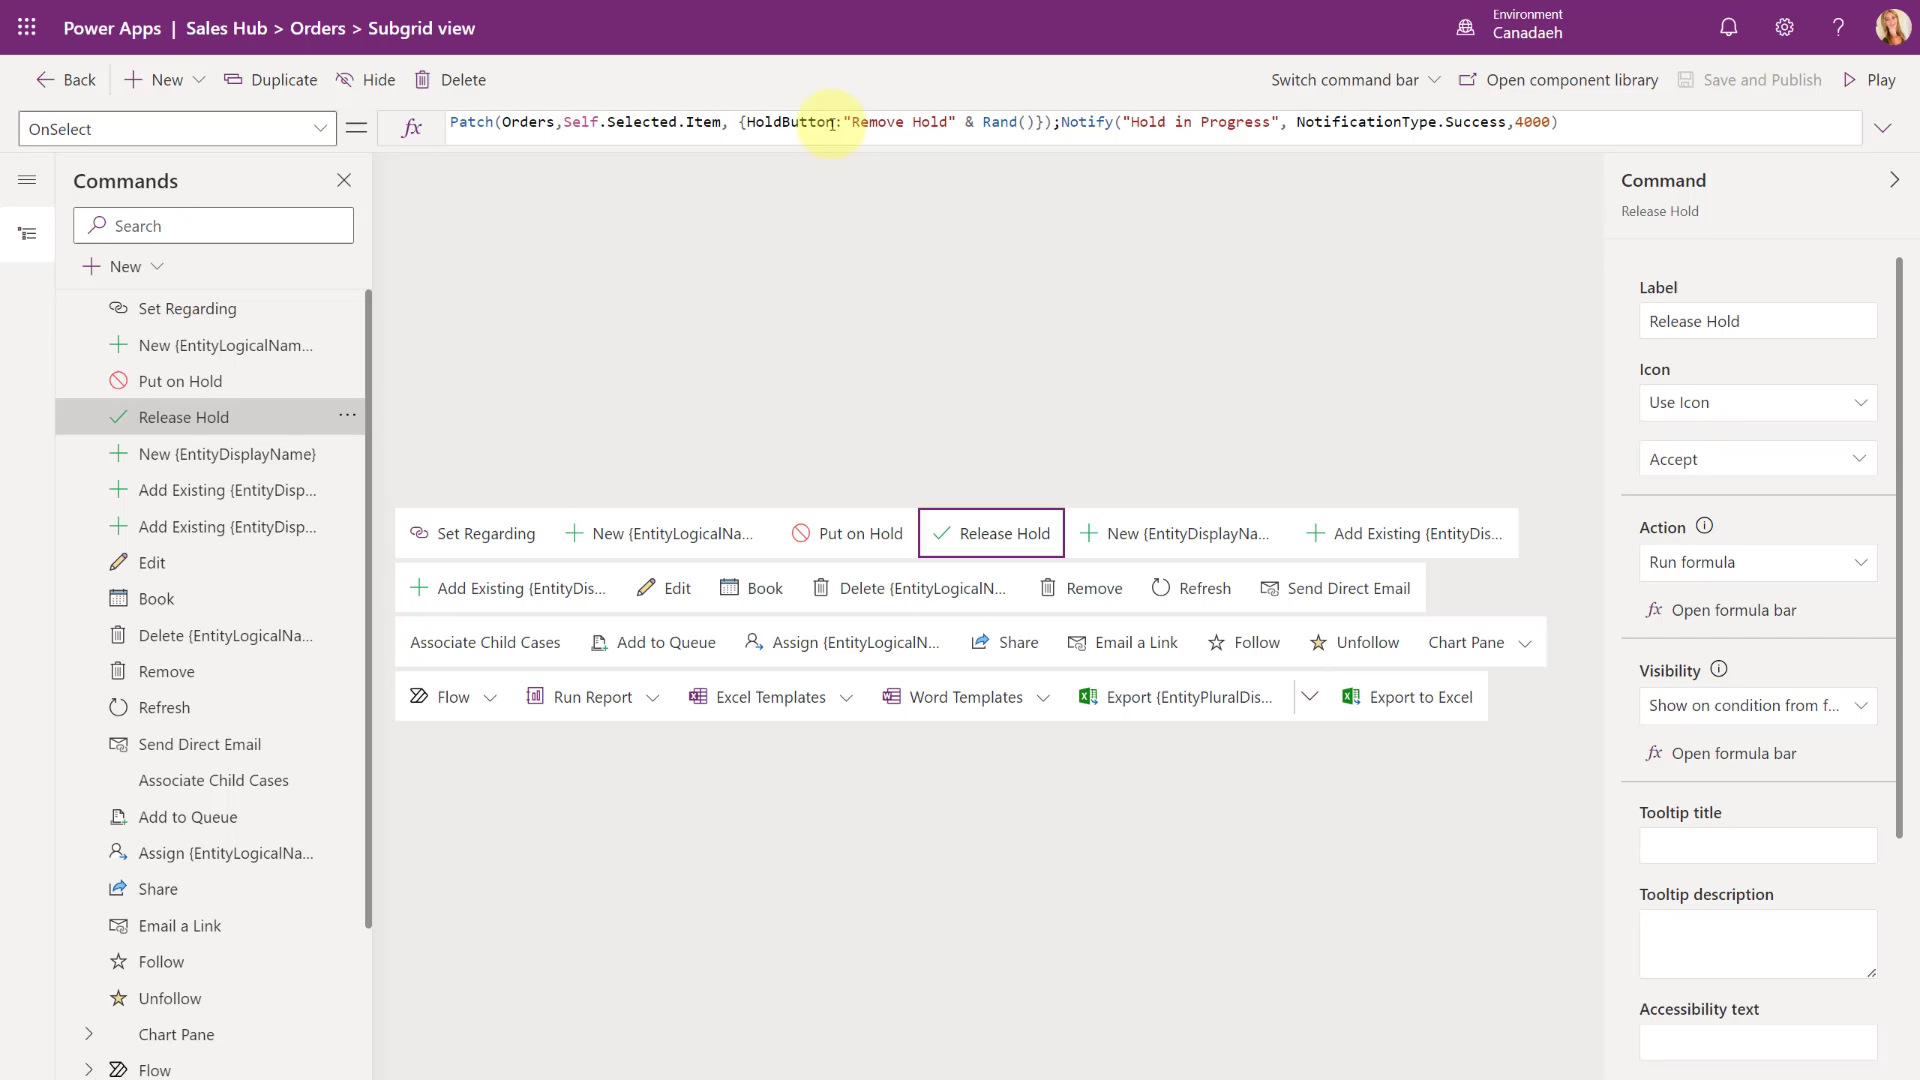 Power Apps | Sales Hub > Orders > Subgrid view
Environment
Canadaeh
?
Back
New
Duplicate
Hide
Delete
Switch command bar
Open component library
Save and Publish
Play
OnSelect
=
fx
Patch(Orders,Self.Selected.Item, {HoldButton:"Remove Hold" & Rand()});Notify("Hold in Progress", NotificationType.Success,4000)
Commands
Search
New
Set Regarding
New {EntityLogicalNam...
Put on Hold
Release Hold
...
New {EntityDisplayName}
Add Existing {EntityDisp...
Add Existing {EntityDisp...
Edit
Book
Delete {EntityLogicalNa...
Remove
Refresh
Send Direct Email
Associate Child Cases
Add to Queue
Assign {EntityLogicalNa...
Share
Email a Link
Follow
Unfollow
Chart Pane
Flow
Set Regarding
New {EntityLogicalNa...
Put on Hold
Release Hold
New {EntityDisplayNa...
Add Existing {EntityDis...
Add Existing {EntityDis...
Edit
Book
Delete {EntityLogicalN...
Remove
Refresh
Send Direct Email
Associate Child Cases
Add to Queue
Assign {EntityLogicalN...
Share
Email a Link
Follow
Unfollow
Chart Pane
Flow
Run Report
Excel Templates
Word Templates
Export {EntityPluralDis...
Export to Excel
Command
Release Hold
Label
Release Hold
Icon
Use Icon
Accept
Action
Run formula
fx Open formula bar
Visibility
Show on condition from f...
fx Open formula bar
Tooltip title
Tooltip description
Accessibility text